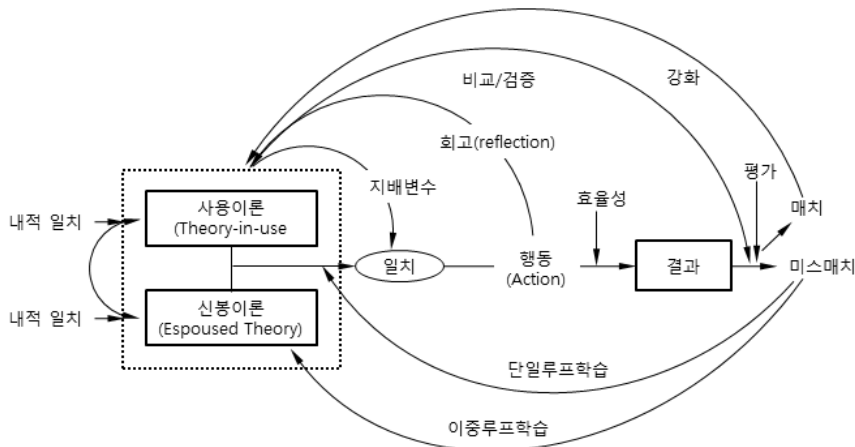 강화
비교/검증
회고(reflection)
평가
지배변수
효율성
매치
사용이론
(Theory-in-use
내적 일치
일치
행동
(Action)
결과
미스매치
신봉이론
(Espoused Theory)
내적 일치
단일루프학습
이중루프학습